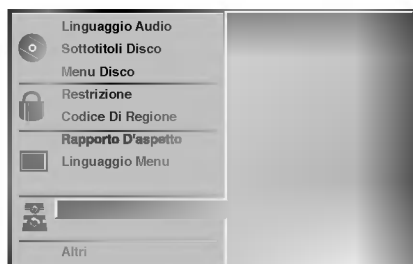 Linguaggio Audio
Sottotitoli Disco
Menu Disco
Restrizione
Codice Di Regione
Rapporto D'aspetto
Linguaggio Menu
Altri